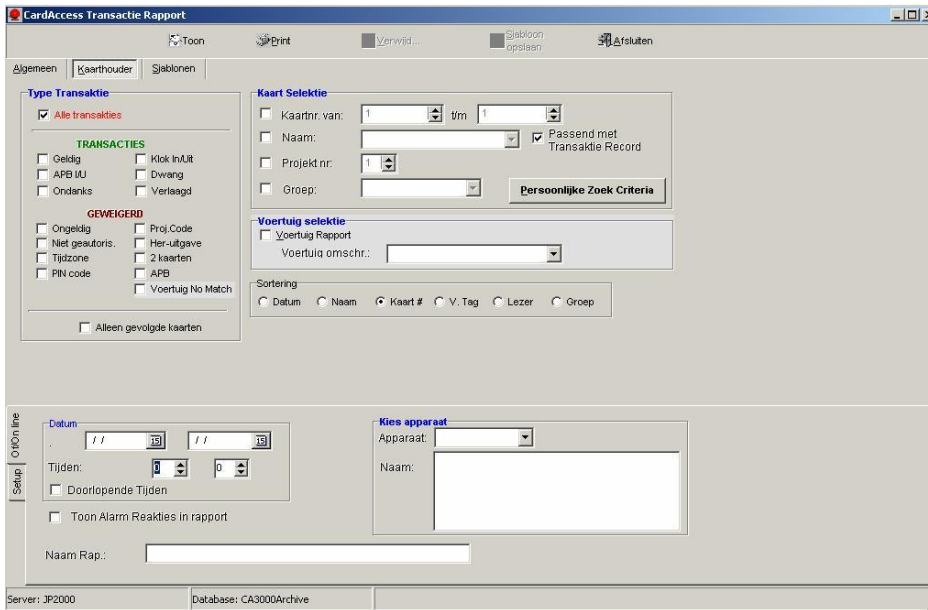 CardAccess Transactie Rapport
Toon Print Verwijd... Sjabloon opslaan Afsluiten
Algemeen Kaarthouder Sjablonen
Type Transaktie
Alle transakties
TRANSACTIES
Geldig Klok In/Uit
APB I/U Dwang
Ondanks Verlaagd
GEWEIGERD
Ongeldig Proj.Code
Niet geautoris. Her-uitgave
Tijdzone 2 kaarten
PIN code APB
Voertuig No Match
Alleen gevolgde kaarten
Kaart Selektie
Kaartnr. van: 1 t/m 1
Naam: Passend met
Transaktie Record
Projekt nr: 1
Groep: Persoonlijke Zoek Criteria
Voertuig selektie
Voertuig Rapport
Voertuig omschr.:
Sortering
Datum Naam Kaart # V. Tag Lezer Groep
Off/On line
Setup
Datum
/ / 15 / / 15
Tijden: 0 0
Doorlopende Tijden
Toon Alarm Reakties in rapport
Naam Rap.:
Kies apparaat
Apparaat:
Naam:
Server: JP2000 Database: CA3000Archive